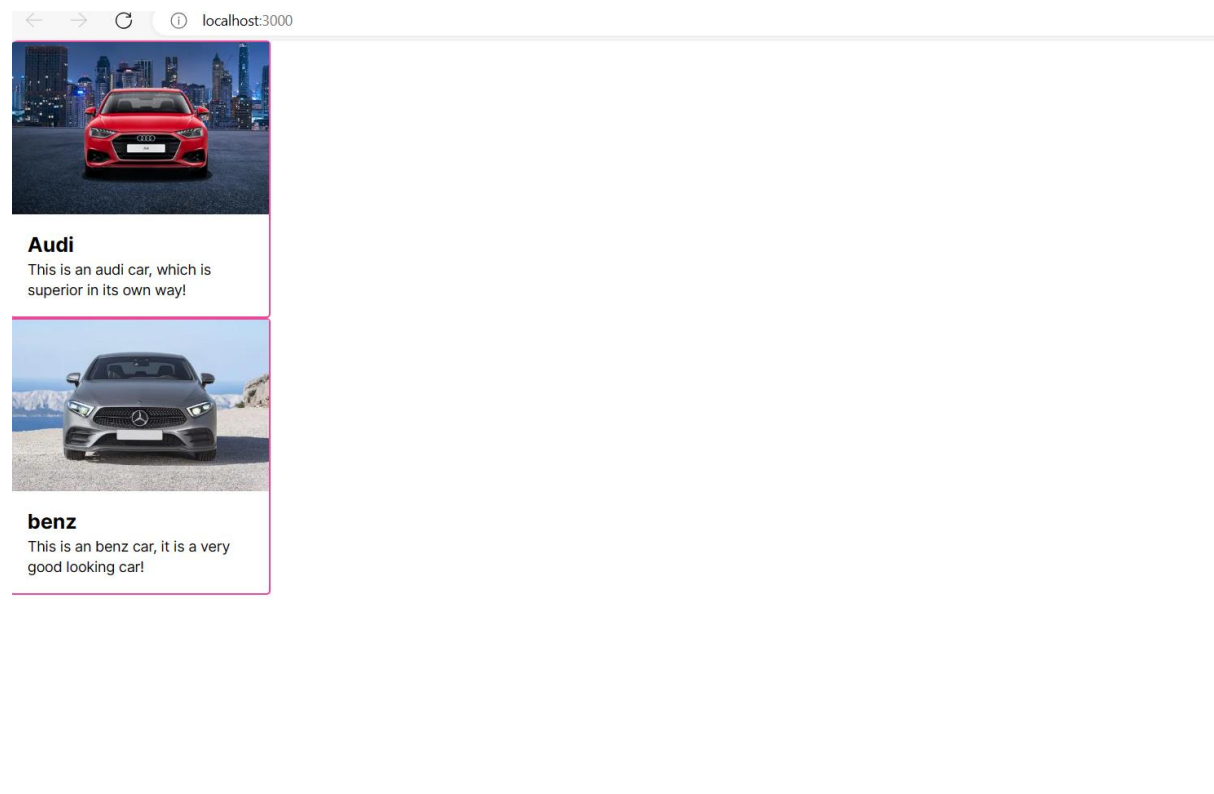 localhost:3000
Audi
This is an audi car, which is
superior in its own way!
benz
This is an benz car, it is a very
good looking car!